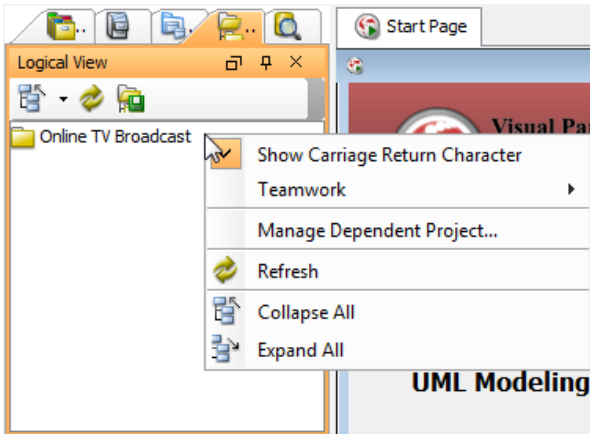 Start Page
Logical View
Online TV Broadcast
Visual Pa
Show Carriage Return Character
Teamwork
Manage Dependent Project...
Refresh
Collapse All
Expand All
UML Modeling